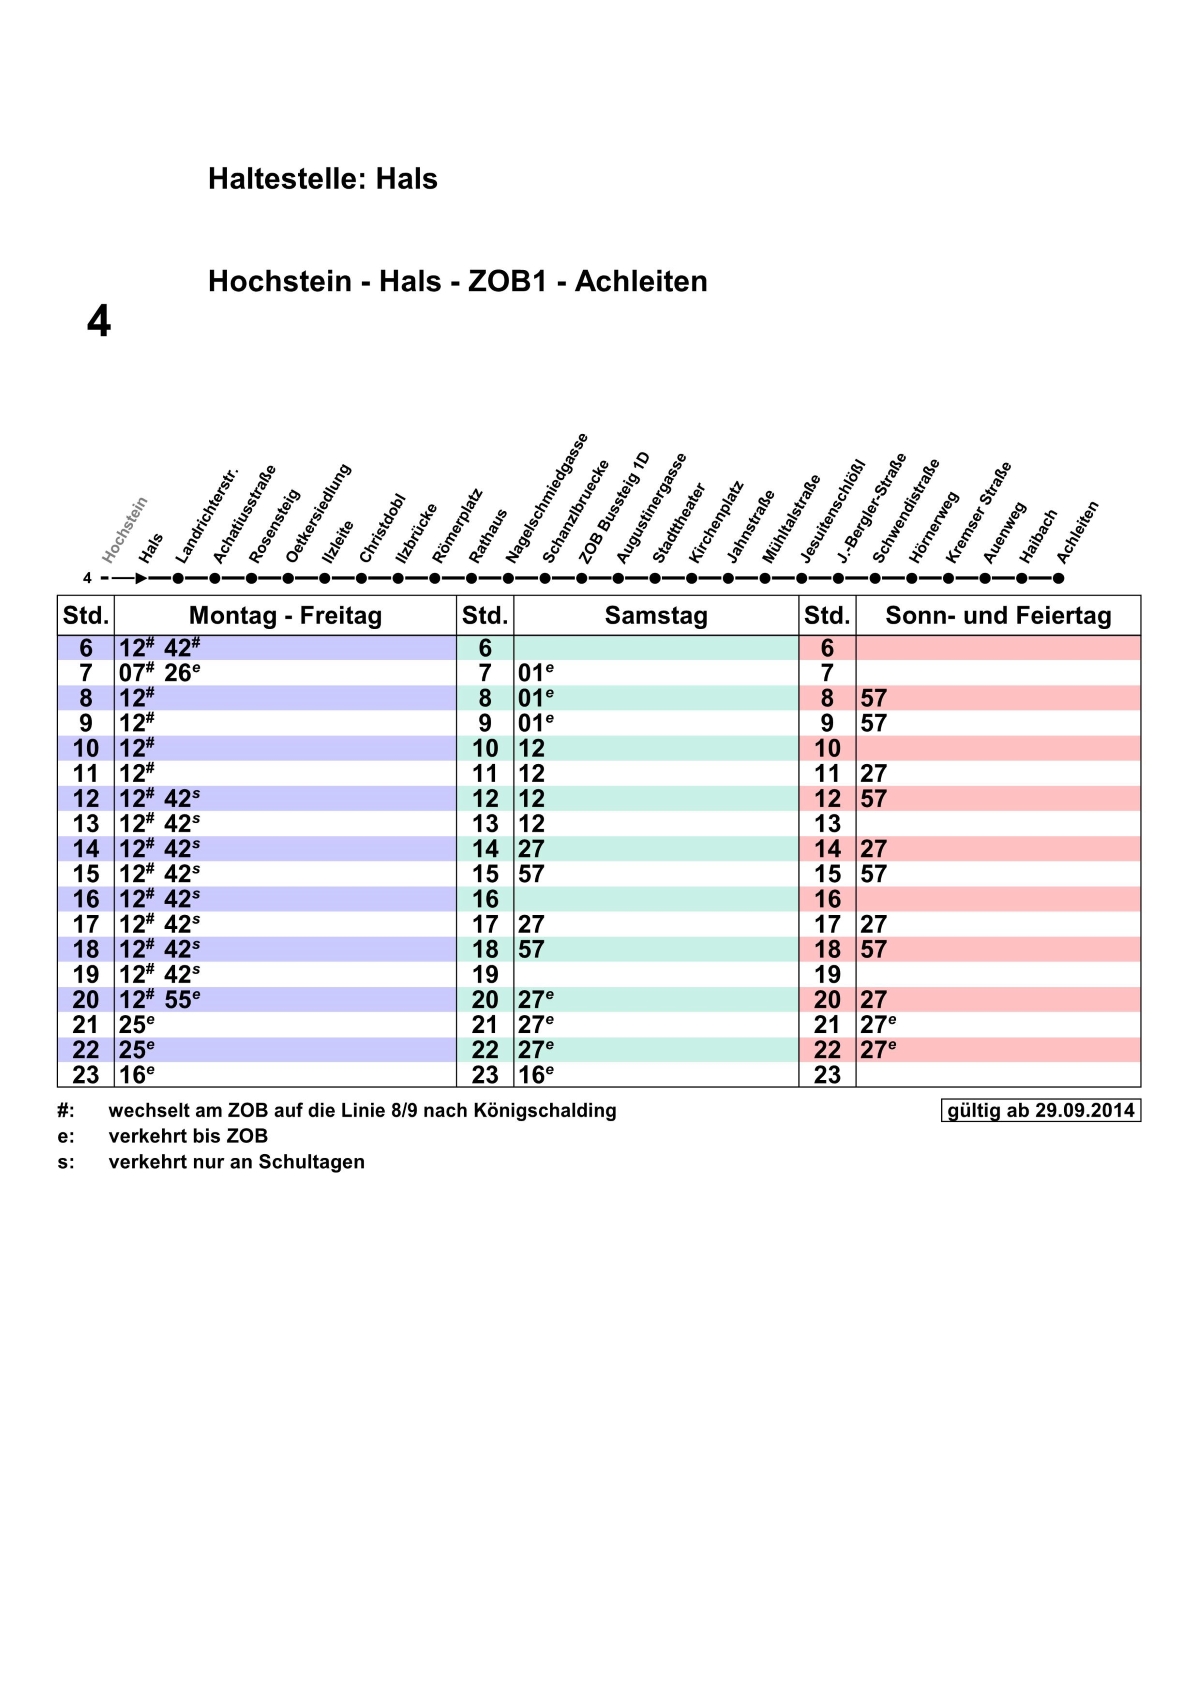 Haltestelle: Hals
Hochstein - Hals - ZOB1 - Achleiten
4
Hochstein
Hals
Landrichterstr.
Achatiusstraße
Rosensteig
Oetkersiedlung
Ilzleite
Christdobl
Ilzbrücke
Römerplatz
Rathaus
Nagelschmiedgasse
Schanzlbruecke
ZOB Bussteig 1D
Augustinergasse
Stadttheater
Kirchenplatz
Jahnstraße
Mühltalstraße
Jesuitenschlößl
J.-Bergler-Straße
Schwendistraße
Hörnerweg
Kremser Straße
Auenweg
Haibach
Achleiten
4
Std. Montag - Freitag Std. Samstag Std. Sonn- und Feiertag
6 12# 42# 6 6
7 07# 26e 7 01e 7
8 12# 8 01e 8 57
9 12# 9 01e 9 57
10 12# 10 12 10
11 12# 11 12 11 27
12 12# 42s 12 12 12 57
13 12# 42s 13 12 13
14 12# 42s 14 27 14 27
15 12# 42s 15 57 15 57
16 12# 42s 16 16
17 12# 42s 17 27 17 27
18 12# 42s 18 57 18 57
19 12# 42s 19 19
20 12# 55e 20 27e 20 27
21 25e 21 27e 21 27e
22 25e 22 27e 22 27e
23 16e 23 16e 23
#: wechselt am ZOB auf die Linie 8/9 nach Königschalding gültig ab 29.09.2014
e: verkehrt bis ZOB
s: verkehrt nur an Schultagen